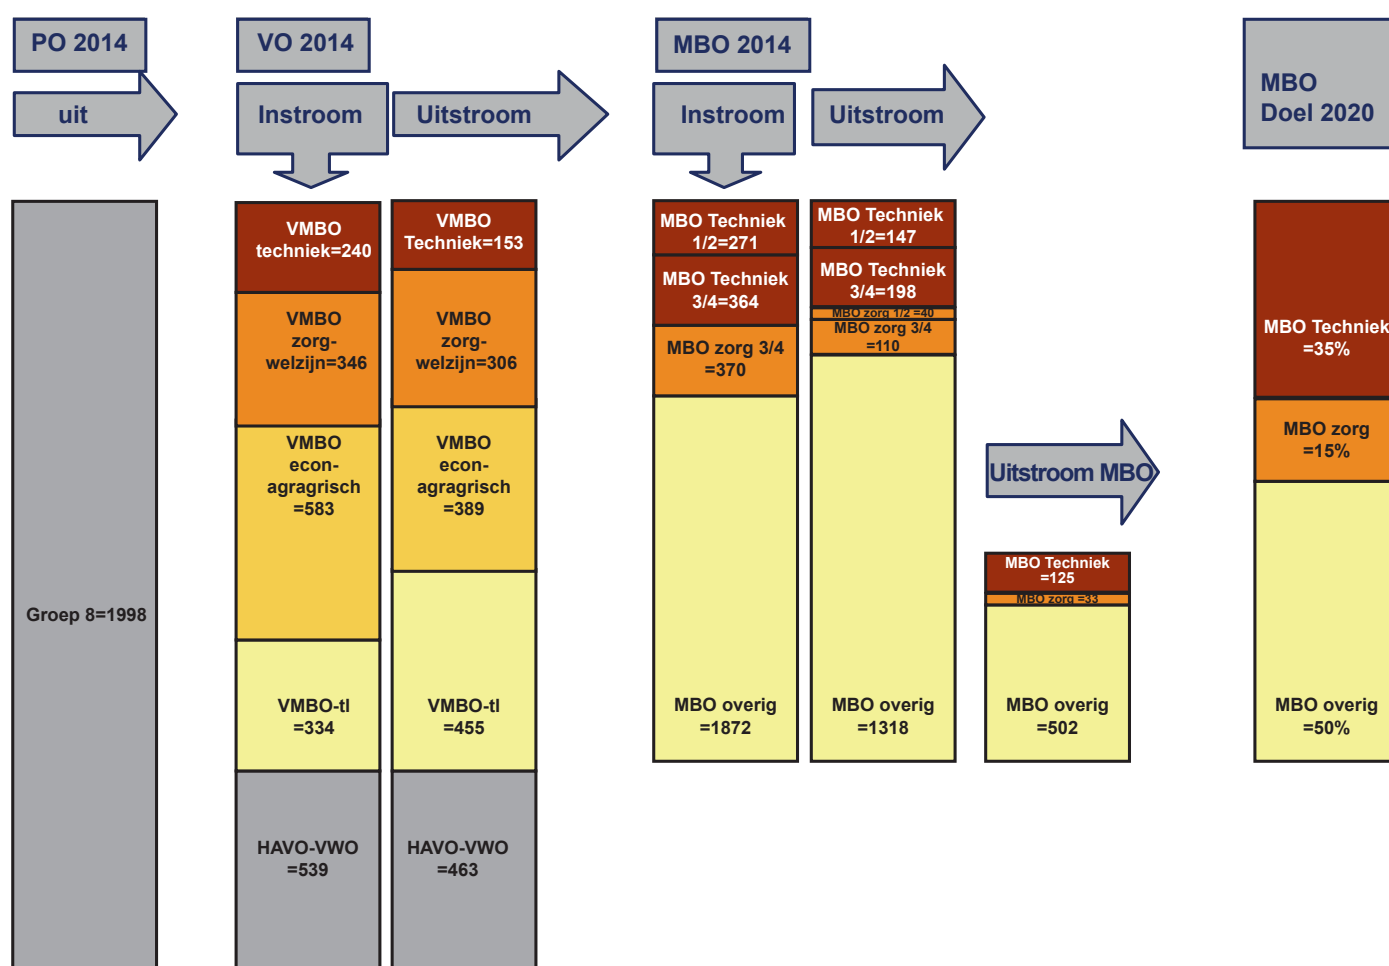 PO 2014
uit
VO 2014
Instroom
Uitstroom
MBO 2014
Instroom
Uitstroom
MBO
Doel 2020
Groep 8=1998
VMBO
techniek=240
VMBO
zorg-
welzijn=346
VMBO
econ-
agragrisch
=583
VMBO-tl
=334
HAVO-VWO
=539
VMBO
Techniek=153
VMBO
zorg-
welzijn=306
VMBO
econ-
agragrisch
=389
VMBO-tl
=455
HAVO-VWO
=463
MBO Techniek
1/2=271
MBO Techniek
3/4=364
MBO zorg 3/4
=370
MBO overig
=1872
MBO Techniek
1/2=147
MBO Techniek
3/4=198
MBO zorg 1/2 =40
MBO zorg 3/4
=110
MBO overig
=1318
Uitstroom MBO
MBO Techniek
=125
MBO zorg =33
MBO overig
=502
MBO Techniek
=35%
MBO zorg
=15%
MBO overig
=50%